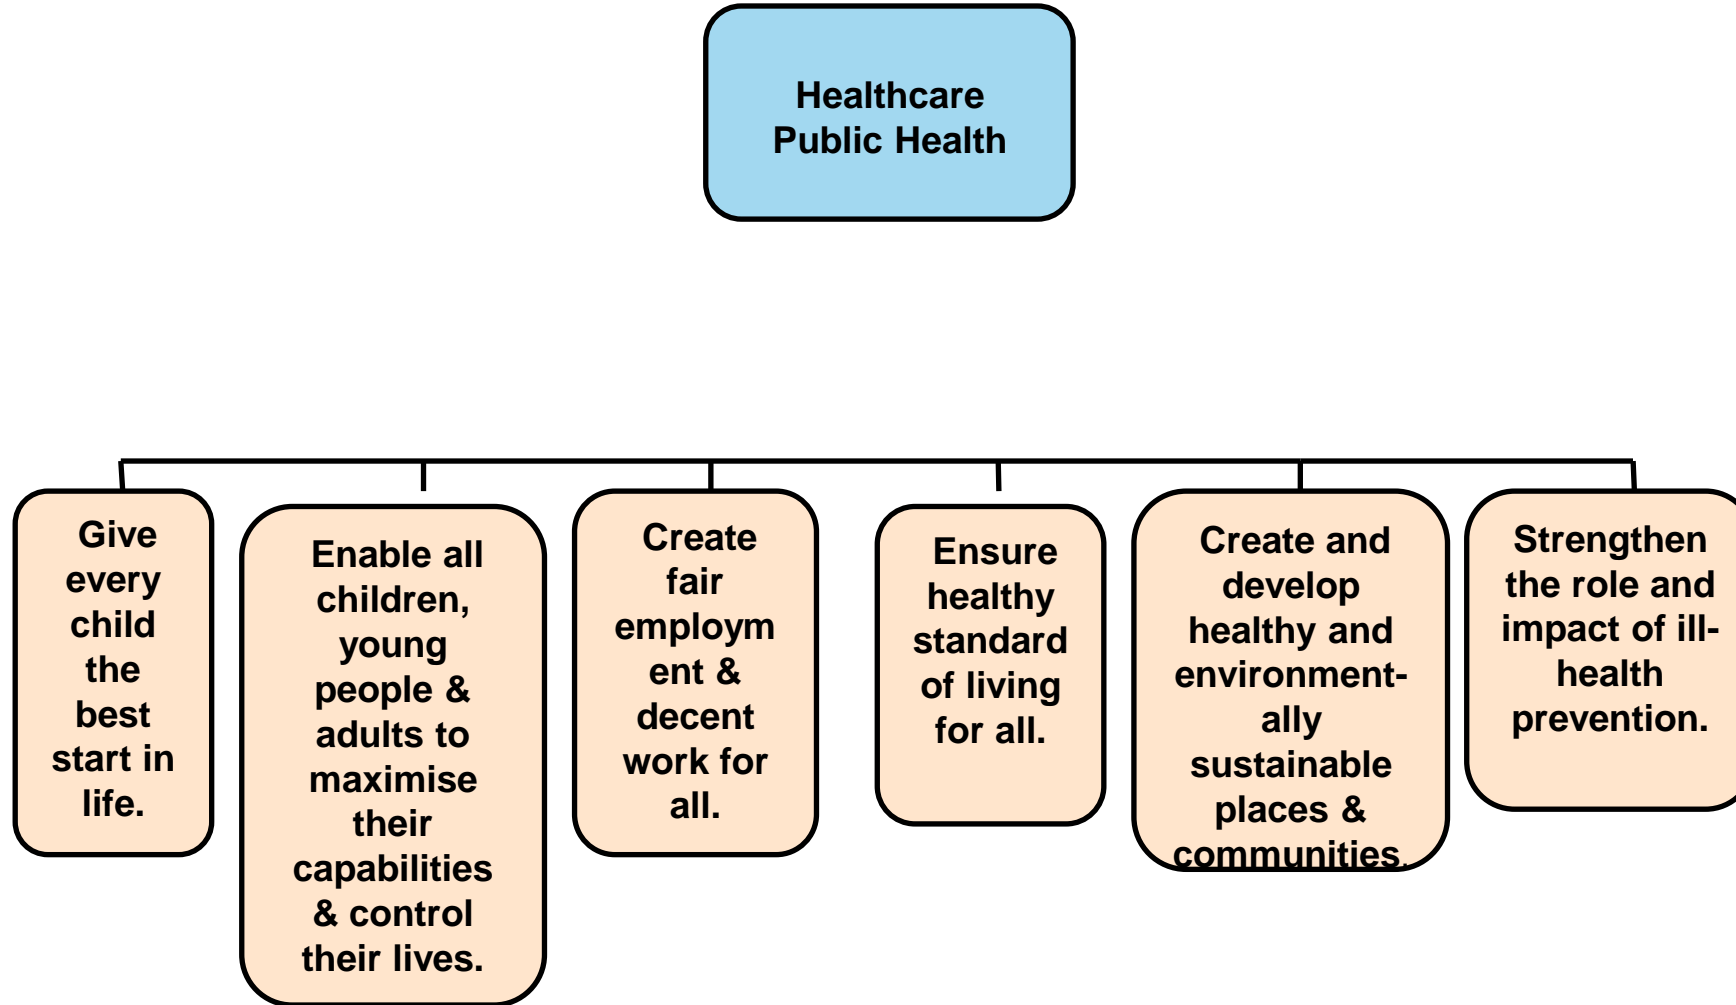 Healthcare
Public Health
Give
every
child
the
best
start in
life.
Enable all
children,
young
people &
adults to
maximise
their
capabilities
& control
their lives.
Create
fair
employm
ent &
decent
work for
all.
Ensure
healthy
standard
of living
for all.
Create and
develop
healthy and
environment-
ally
sustainable
places &
communities.
Strengthen
the role and
impact of ill-
health
prevention.